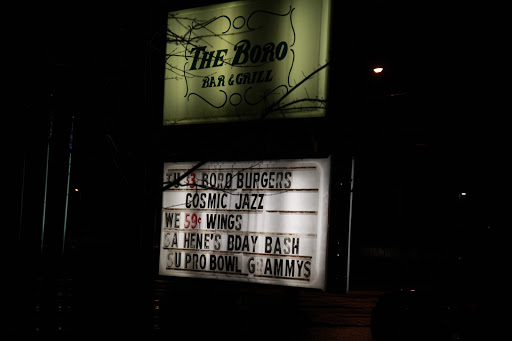 THE BORO
BAR & GRILL
TU $3 BORO BURGERS
COSMIC JAZZ
WE 59¢ WINGS
SA HENE'S BDAY BASH
SU PRO BOWL GRAMMYS